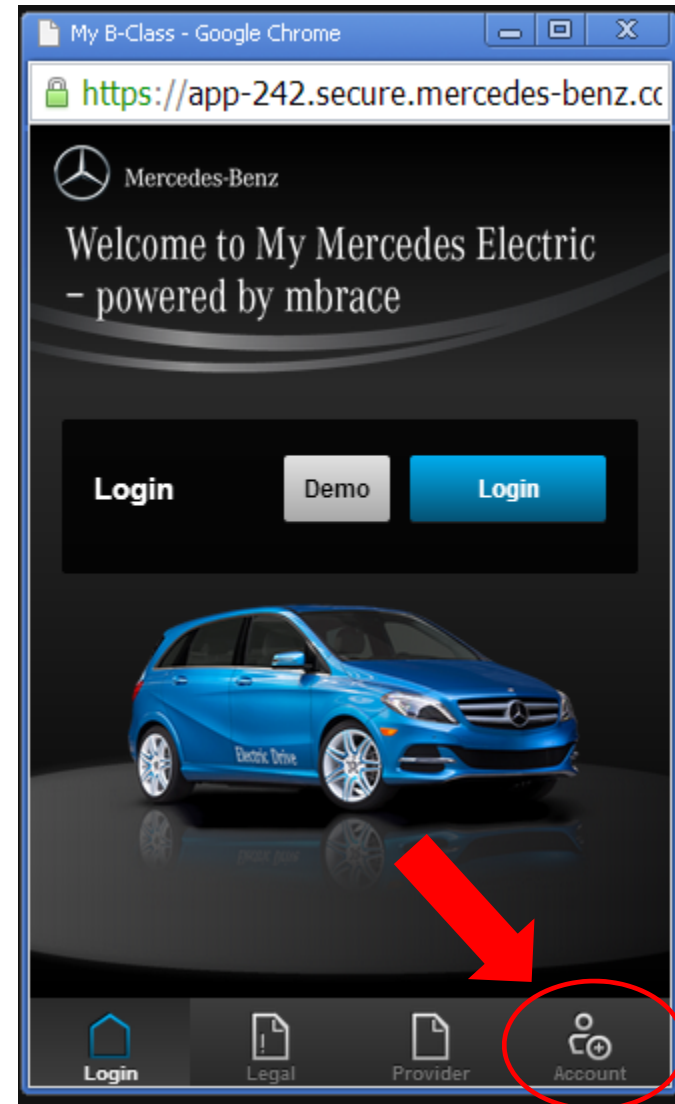 My B-Class - Google Chrome
https://app-242.secure.mercedes-benz.cc
Mercedes-Benz
Welcome to My Mercedes Electric
– powered by mbrace
Login Demo Login
Electric Drive
Login Legal Provider Account